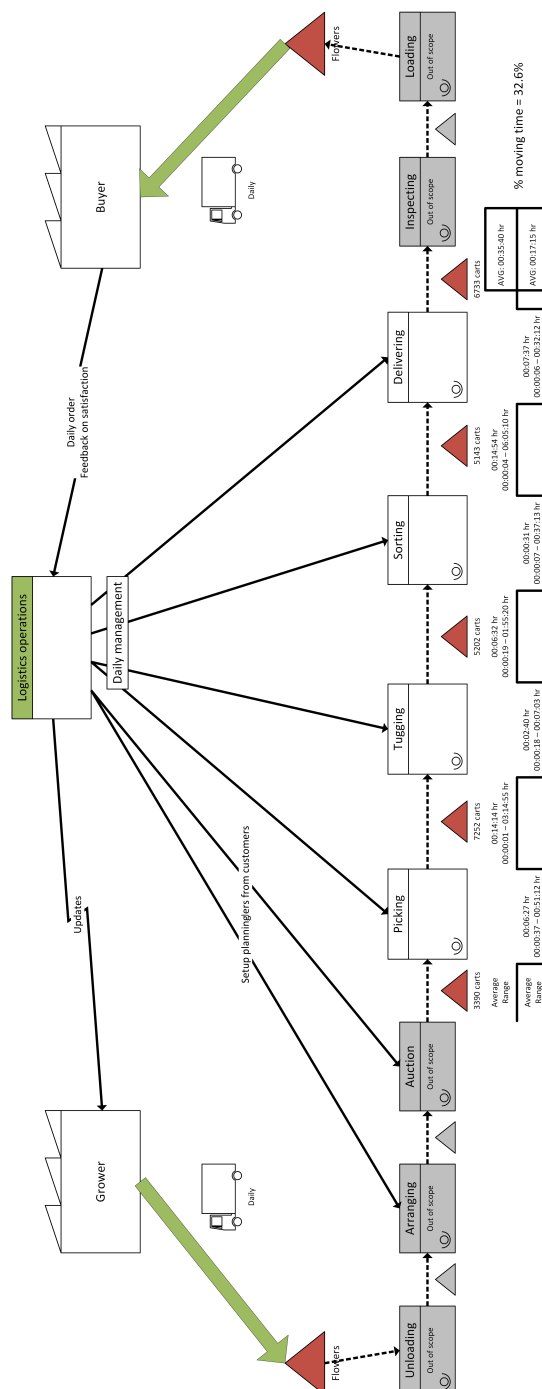 Logistics operations
Grower
Updates
Daily order
Feedback on satisfaction
Buyer
Daily management
Daily
Daily
Setup planninglers from customers
Flowers
Flowers
Unloading
Out of scope
Arranging
Out of scope
Auction
Out of scope
Picking
Tugging
Sorting
Delivering
Inspecting
Out of scope
Loading
Out of scope
3390 carts
7252 carts
5202 carts
5143 carts
6733 carts
Average
Range
00:14:14 hr
00:00:01 – 03:14:55 hr
00:06:32 hr
00:00:19 – 01:55:20 hr
00:14:54 hr
00:00:04 – 06:05:10 hr
AVG: 00:35:40 hr
Average
Range
00:06:27 hr
00:00:37 – 00:51:12 hr
00:02:40 hr
00:00:18 – 00:07:03 hr
00:00:31 hr
00:00:07 – 00:37:13 hr
00:07:37 hr
00:00:06 – 00:32:12 hr
AVG: 00:17:15 hr
% moving time = 32.6%